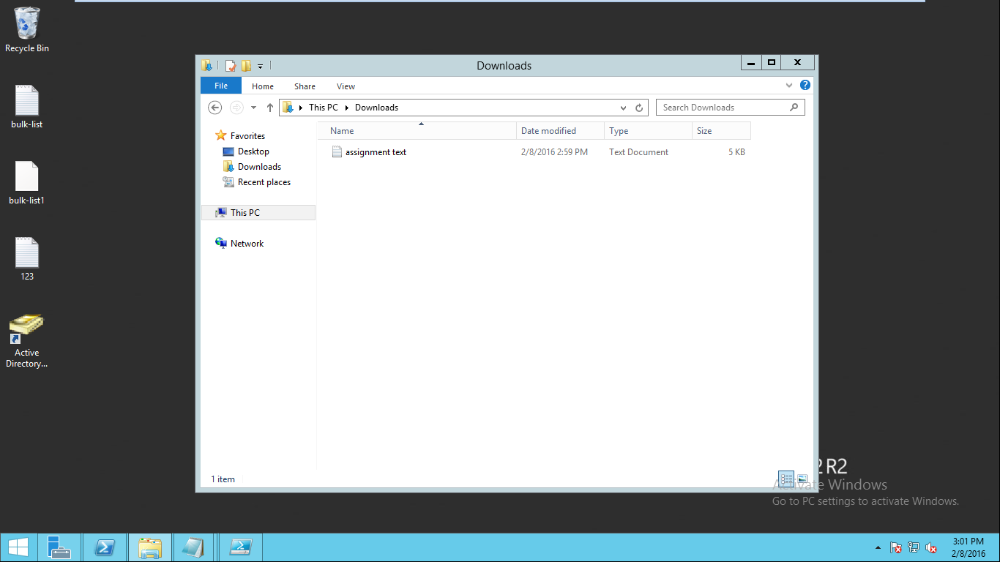 Recycle Bin
bulk-list
bulk-list1
123
Active
Directory...
Downloads
File
Home
Share
View
This PC
Downloads
Search Downloads
Name
Date modified
Type
Size
Favorites
Desktop
Downloads
Recent places
This PC
Network
assignment text
2/8/2016 2:59 PM
Text Document
5 KB
1 item
2 R2
Activate Windows
Go to PC settings to activate Windows.
3:01 PM
2/8/2016